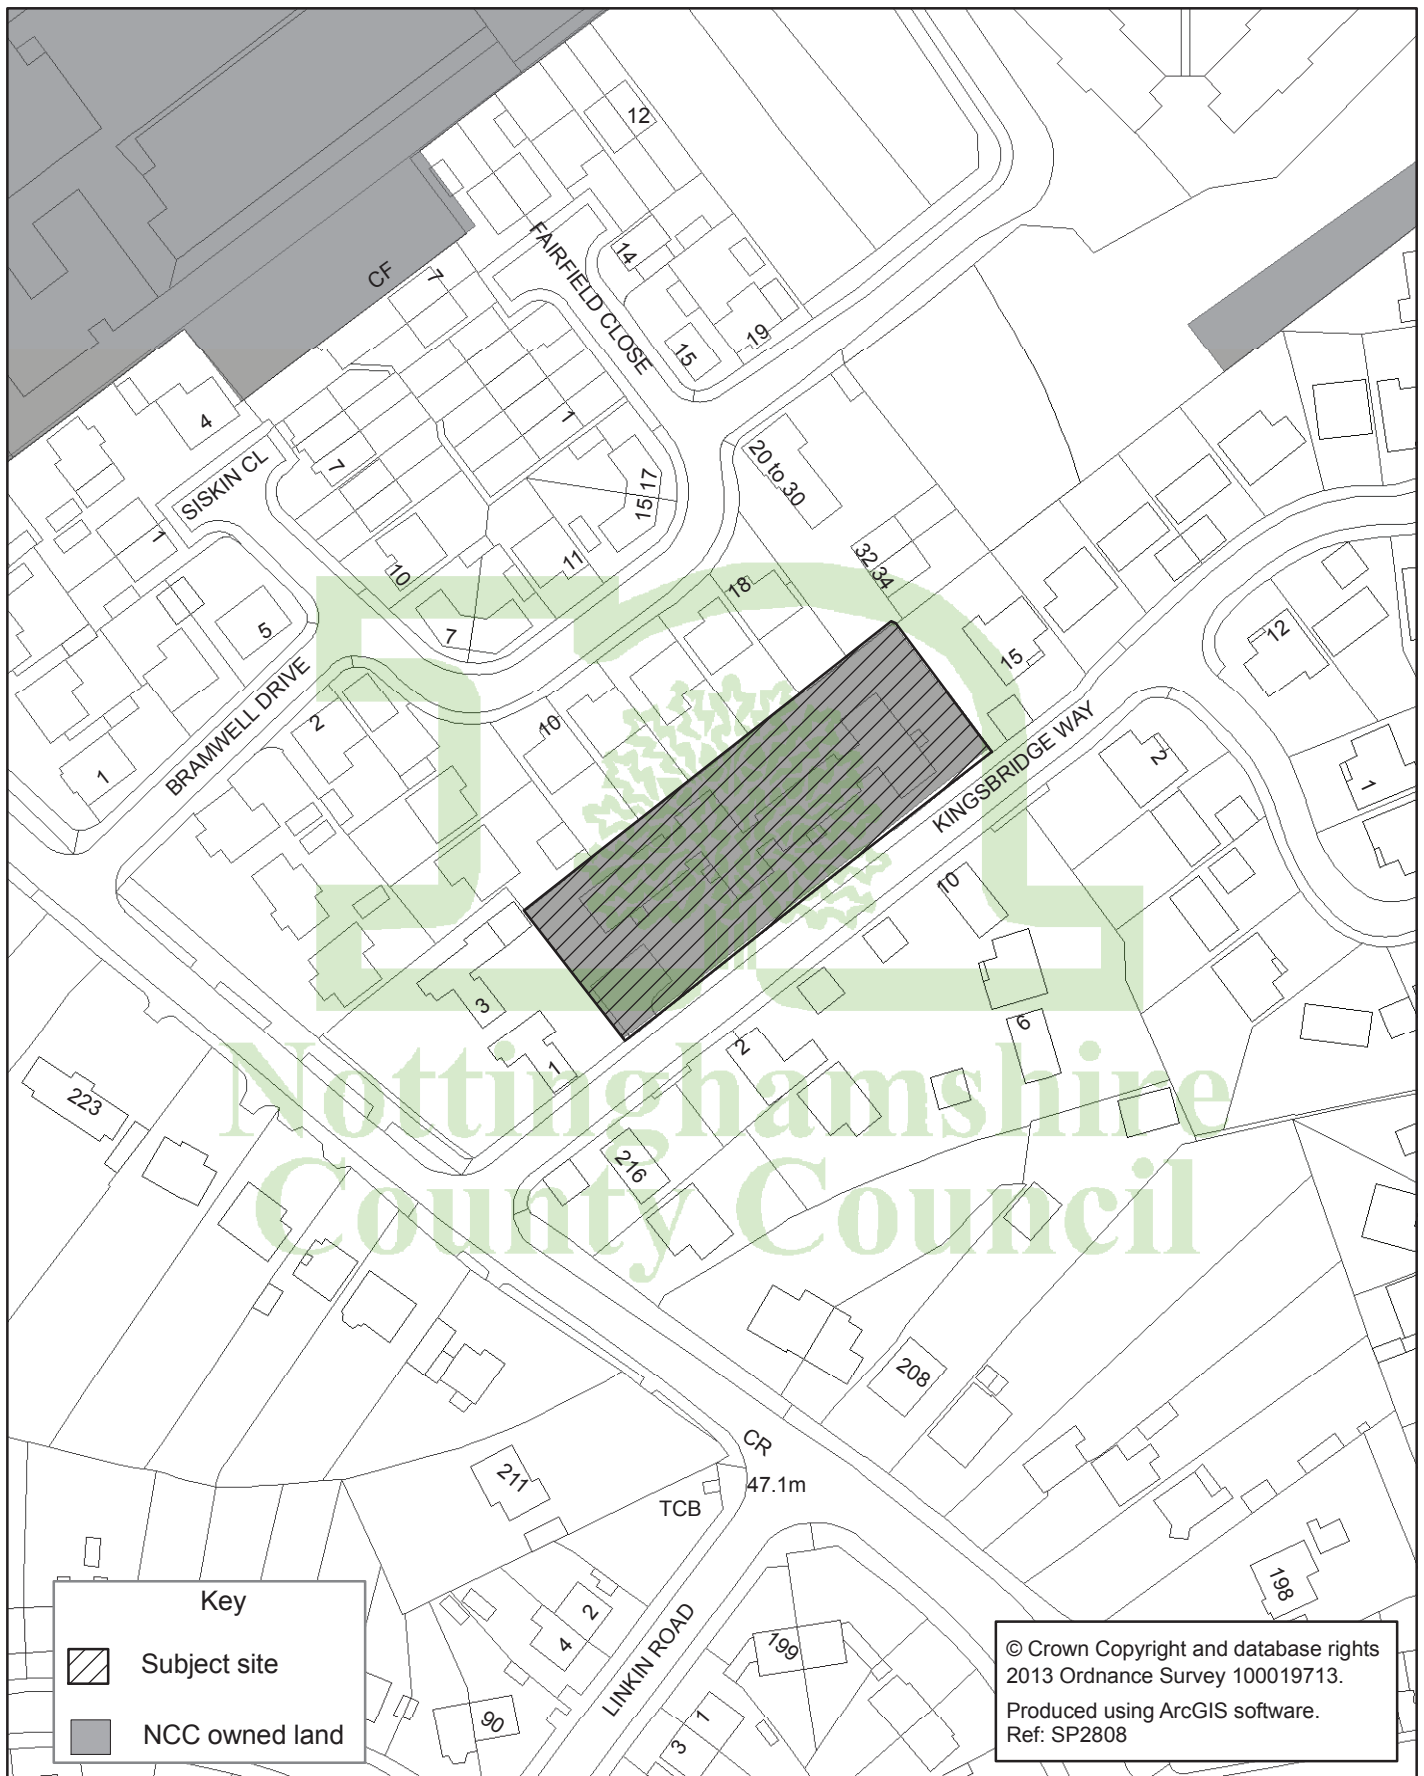 12
CF
7
FAIRFIELD CLOSE
14
15
19
4
SISKIN CL
7
1
1
20 to 30
15
17
10
11
32
34
5
7
18
12
15
BRAMWELL DRIVE
2
10
1
KINGSBRIDGE WAY
2
1
10
3
1
2
6
Nottinghamshire
County Council
223
216
208
CR
47.1m
211
TCB
198
2
4
LINKIN ROAD
199
90
1
3
Key
Subject site
NCC owned land
© Crown Copyright and database rights
2013 Ordnance Survey 100019713.
Produced using ArcGIS software.
Ref: SP2808